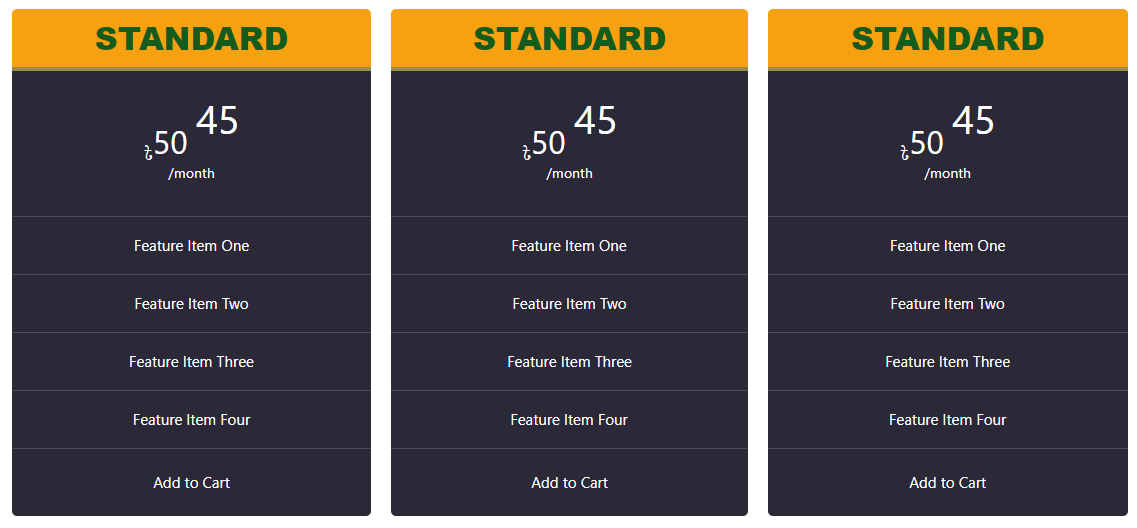 STANDARD
৳50 45
/month
Feature Item One
Feature Item Two
Feature Item Three
Feature Item Four
Add to Cart
STANDARD
৳50 45
/month
Feature Item One
Feature Item Two
Feature Item Three
Feature Item Four
Add to Cart
STANDARD
৳50 45
/month
Feature Item One
Feature Item Two
Feature Item Three
Feature Item Four
Add to Cart